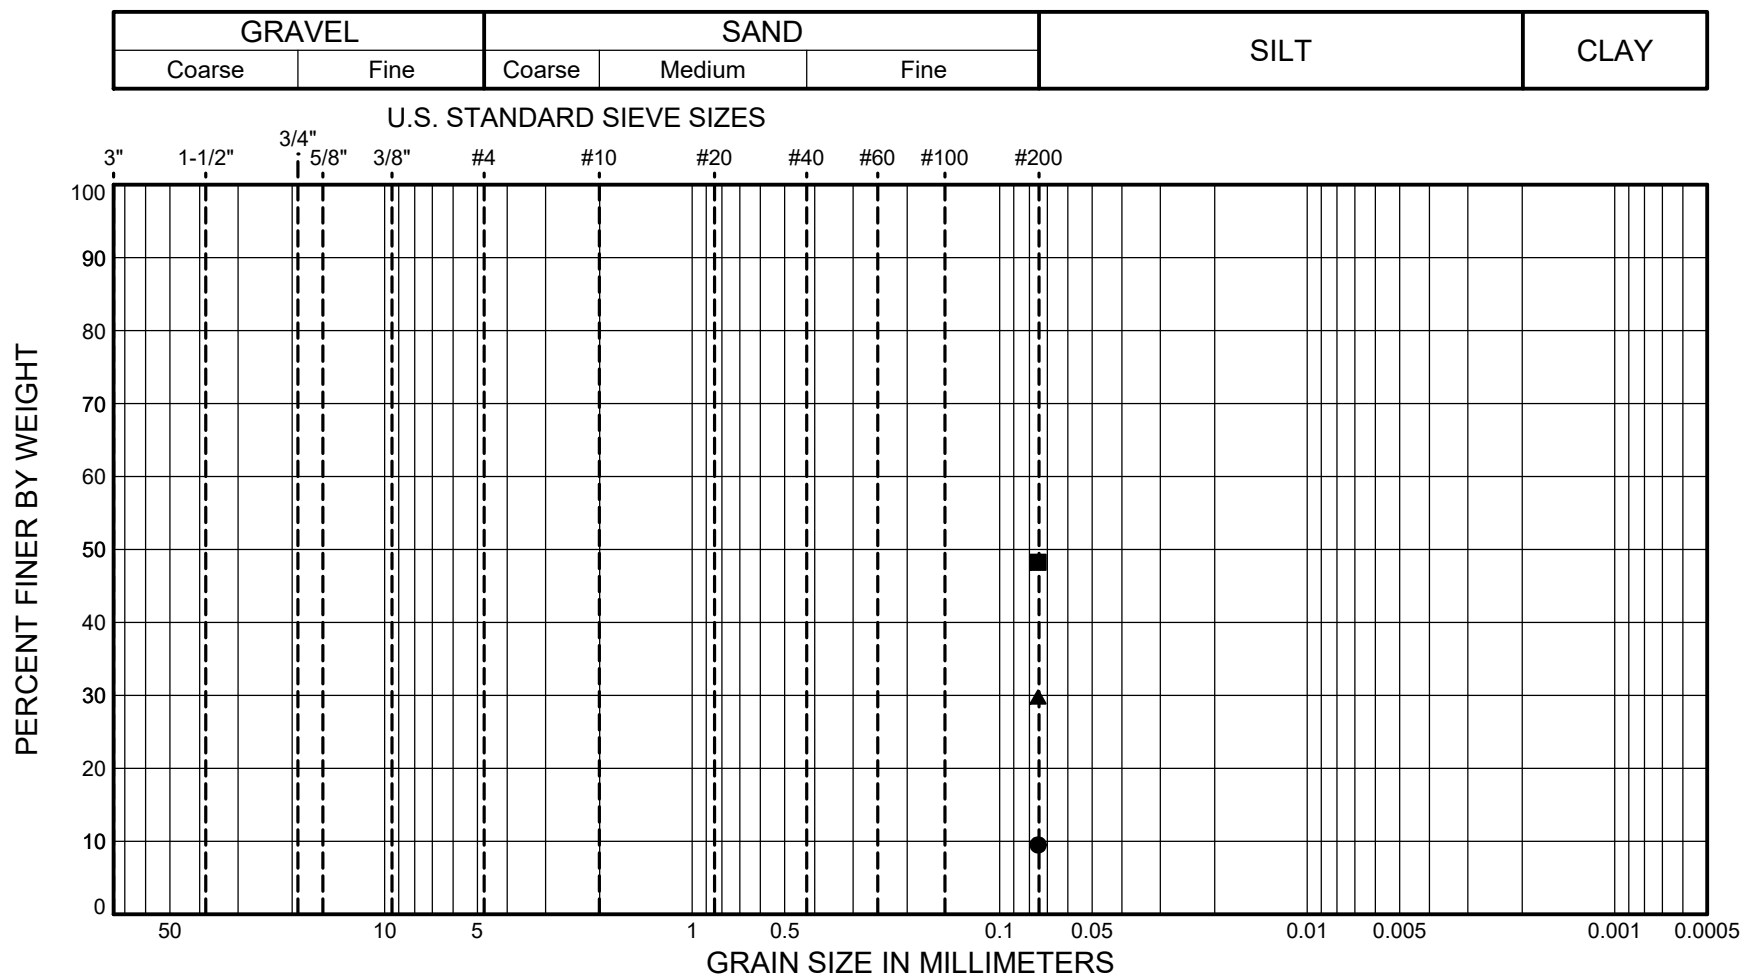 GRAVEL SAND SILT CLAY
Coarse Fine Coarse Medium Fine
U.S. STANDARD SIEVE SIZES
3" 1-1/2" 3/4" 5/8" 3/8" #4 #10 #20 #40 #60 #100 #200
100
90
80
70
60
50
40
30
20
10
0
PERCENT FINER BY WEIGHT
50 10 5 1 0.5 0.1 0.05 0.01 0.005 0.001 0.0005
GRAIN SIZE IN MILLIMETERS